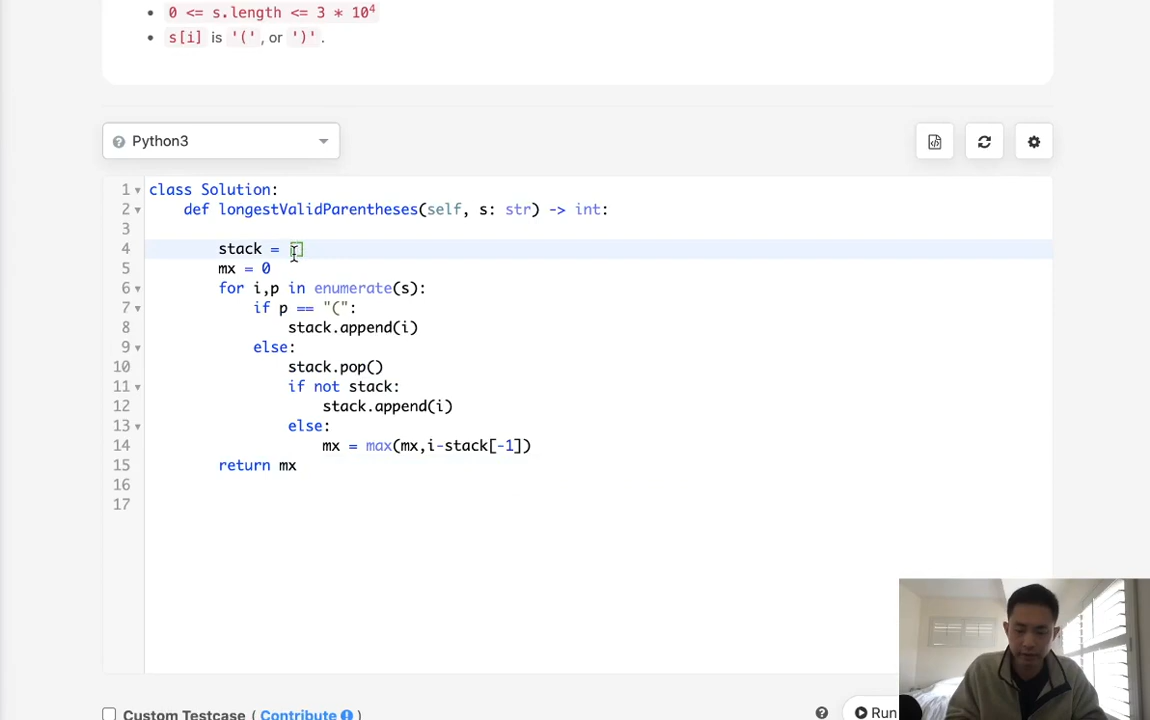 0 <= s.length <= 3 * 10⁴
s[i] is '(', or ')'.
Python3
1 class Solution:
2 def longestValidParentheses(self, s: str) -> int:
3
4 stack = []
5 mx = 0
6 for i,p in enumerate(s):
7 if p == "(":
8 stack.append(i)
9 else:
10 stack.pop()
11 if not stack:
12 stack.append(i)
13 else:
14 mx = max(mx,i-stack[-1])
15 return mx
16
17
Custom Testcase ( Contribute )
Run